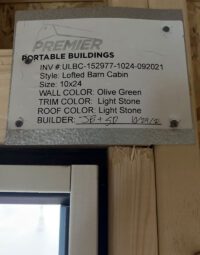 PREMIER
PORTABLE BUILDINGS
INV #:ULBC-152977-1024-092021
Style: Lofted Barn Cabin
Size: 10x24
WALL COLOR: Olive Green
TRIM COLOR: Light Stone
ROOF COLOR: Light Stone
BUILDER: